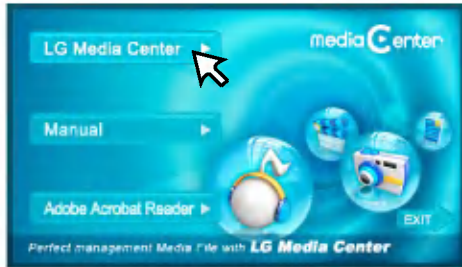 LG Media Center
media Center
Manual
Adobe Acrobat Reader
EXIT
Perfect management Media File with LG Media Center